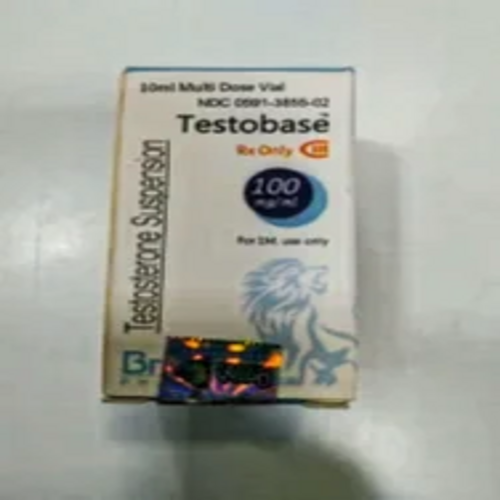 10ml Multi Dose Vial
NDC 0591-3855-02
Testobase
Rx Only
100
mg/ml
For IM. use only
Testosterone Suspension